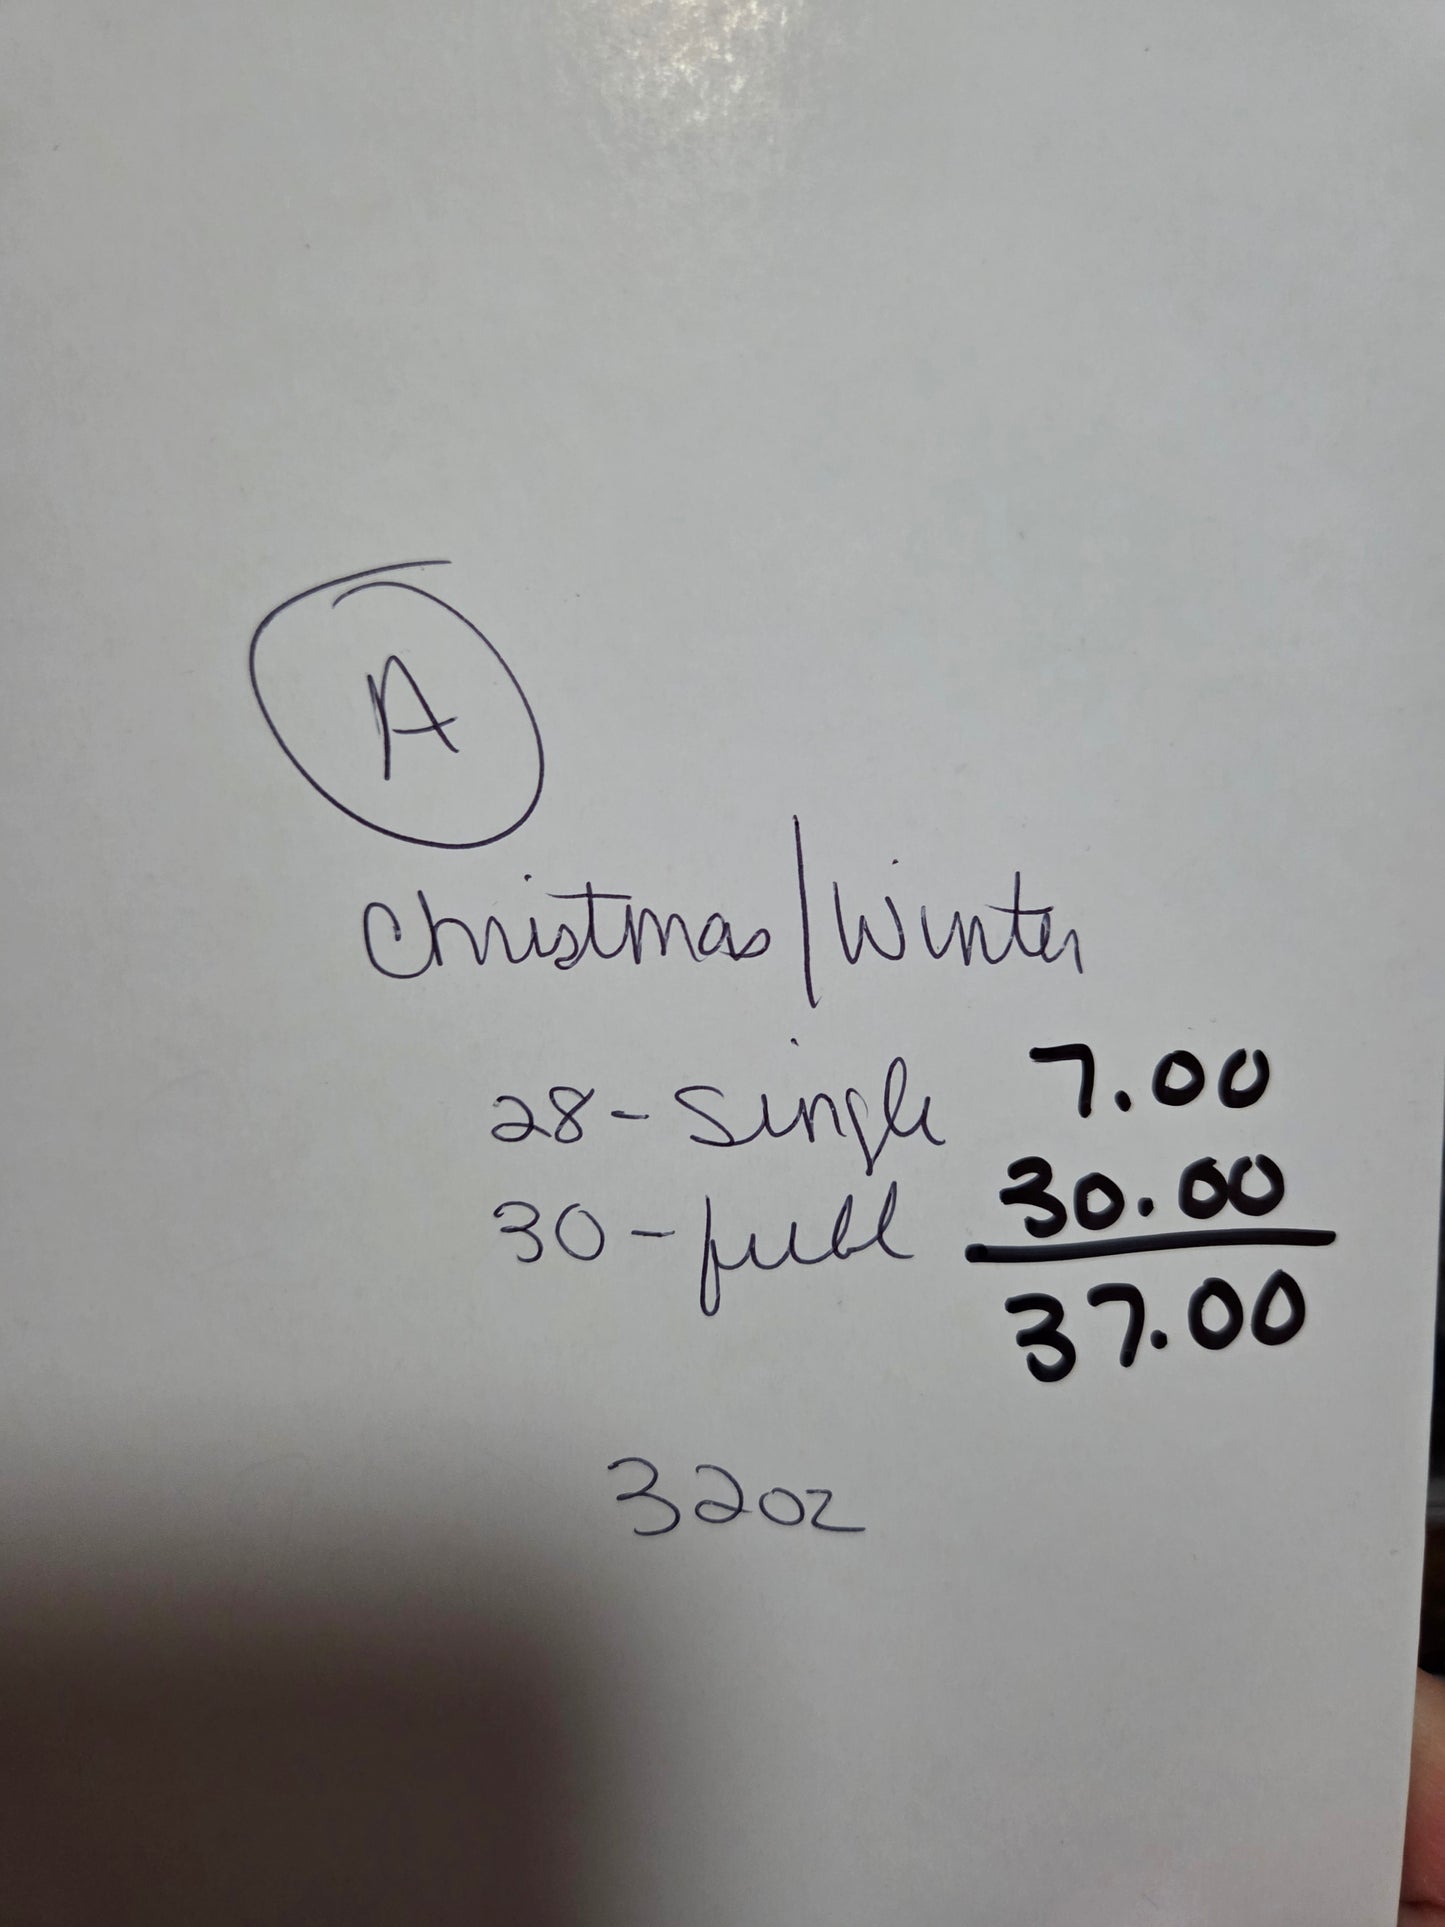 A
Christmas/Winter
28-Single 7.00
30-full 30.00
37.00
32oz